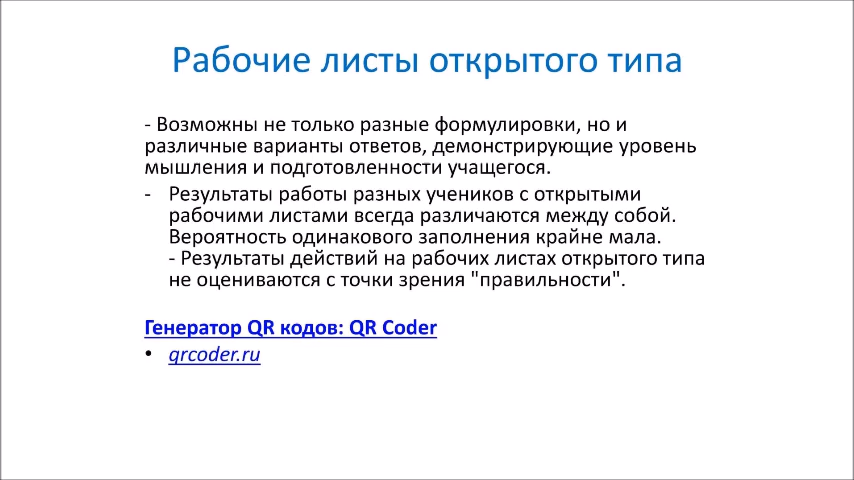 Рабочие листы открытого типа
- Возможны не только разные формулировки, но и
различные варианты ответов, демонстрирующие уровень
мышления и подготовленности учащегося.
- Результаты работы разных учеников с открытыми
рабочими листами всегда различаются между собой.
Вероятность одинакового заполнения крайне мала.
- Результаты действий на рабочих листах открытого типа
не оцениваются с точки зрения "правильности".
Генератор QR кодов: QR Coder
• qrcoder.ru